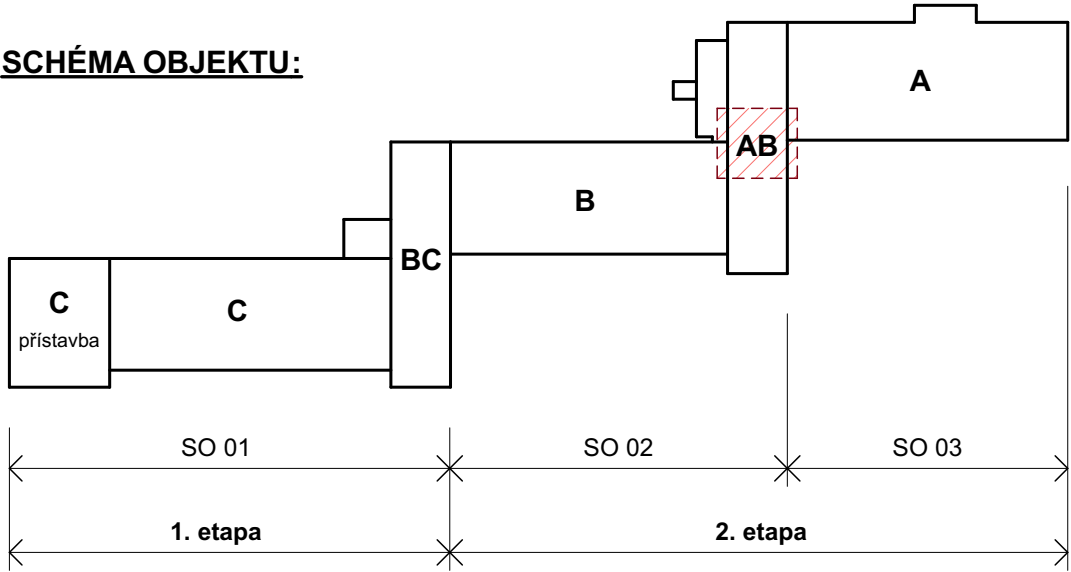 SCHÉMA OBJEKTU:
A
AB
B
BC
C
přístavba
C
SO 01
SO 02
SO 03
1. etapa
2. etapa